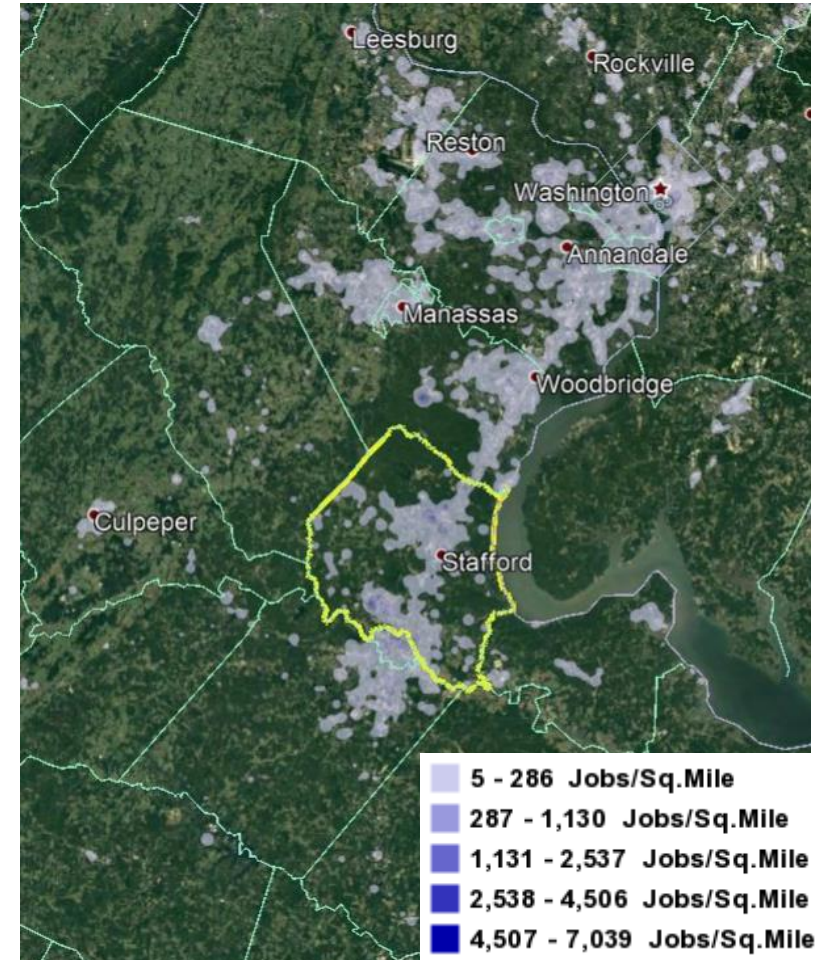 Leesburg
Rockville
Reston
Washington
Annandale
Manassas
Woodbridge
Culpeper
Stafford
5 - 286 Jobs/Sq.Mile
287 - 1,130 Jobs/Sq.Mile
1,131 - 2,537 Jobs/Sq.Mile
2,538 - 4,506 Jobs/Sq.Mile
4,507 - 7,039 Jobs/Sq.Mile